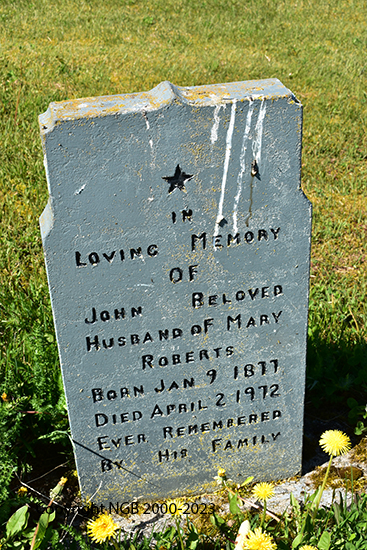 IN
LOVING MEMORY
OF
JOHN BELOVED
HUSBAND OF MARY
ROBERTS
BORN JAN 9 1877
DIED APRIL 2 1972
EVER REMEMBERED
BY HIS FAMILY
copyright NGB 2000-2023